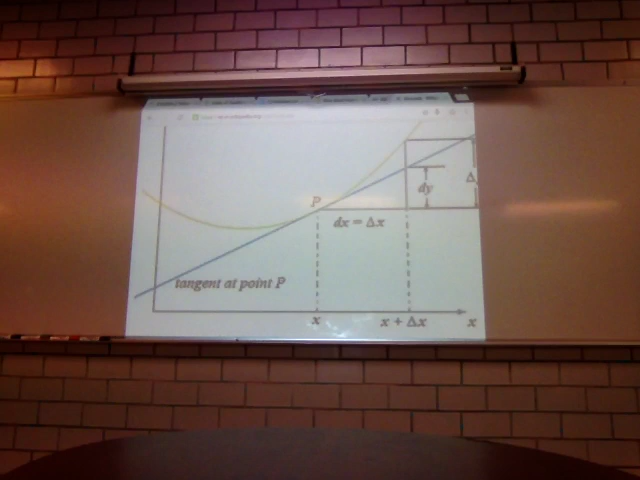 P
Δ
dy
dx = Δx
tangent at point P
x
x + Δx
x